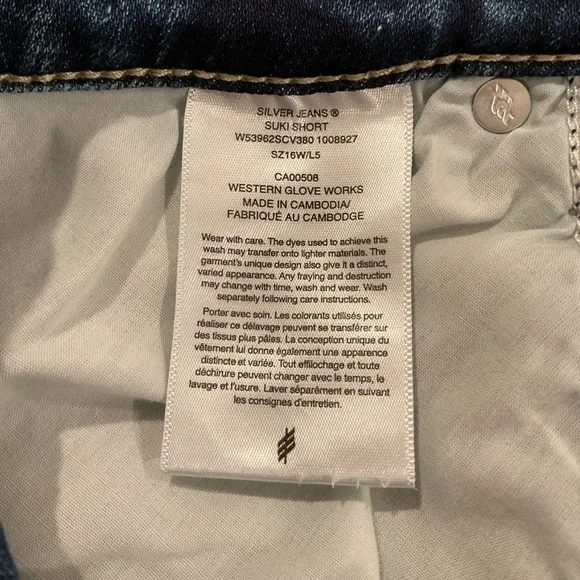 SILVER JEANS®
SUKI SHORT
W53962SCV380 1008927
SZ16W/L5
CA00508
WESTERN GLOVE WORKS
MADE IN CAMBODIA/
FABRIQUÉ AU CAMBODGE
Wear with care. The dyes used to achieve this
wash may transfer onto lighter materials. The
garment's unique design also give it a distinct,
varied appearance. Any fraying and destruction
may change with time, wash and wear. Wash
separately following care instructions.
Porter avec soin. Les colorants utilisés pour
réaliser ce délavage peuvent se transférer sur
des tissus plus pâles. La conception unique du
vêtement lui donne également une apparence
distincte et variée. Tout effilochage et toute
déchirure peuvent changer avec le temps, le
lavage et l'usure. Laver séparément en suivant
les consignes d'entretien.